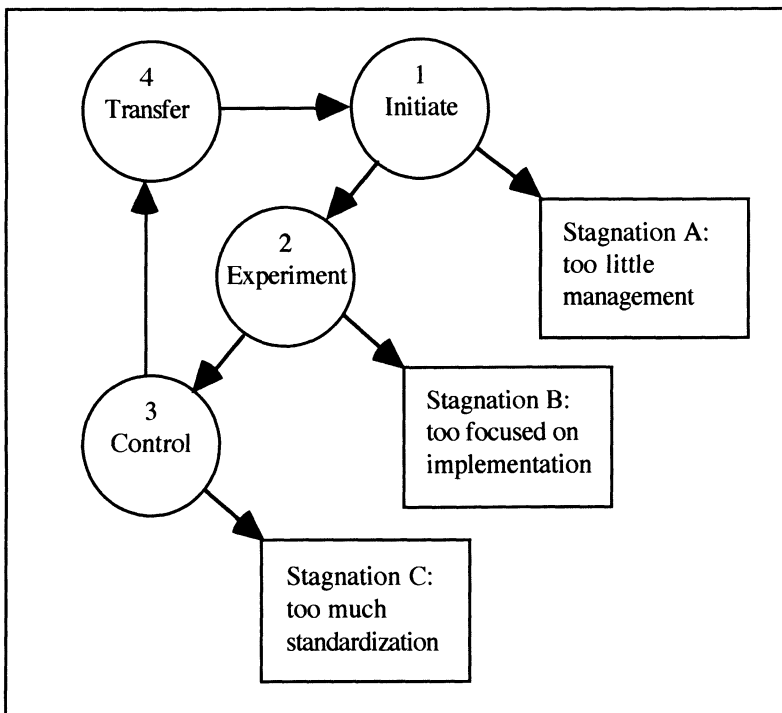 4
Transfer
1
Initiate
2
Experiment
3
Control
Stagnation A:
too little
management
Stagnation B:
too focused on
implementation
Stagnation C:
too much
standardization